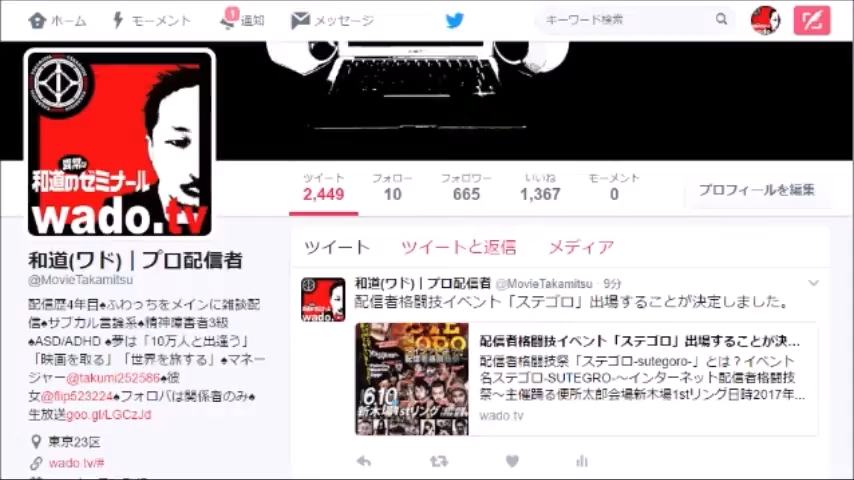 ホーム モーメント 1 通知 メッセージ キーワード検索
和道のゼミナール
wado.tv
ツイート フォロー フォロワー いいね モーメント
2,449 10 665 1,367 0
プロフィールを編集
和道(ワド)｜プロ配信者
@MovieTakamitsu
配信歴4年目♠ふわっちをメインに雑談配
信♠サブカル言論系♠精神障害者3級
♠ASD/ADHD ♠夢は「10万人と出逢う」
「映画を取る」「世界を旅する」♠マネー
ジャー@takumi252586♠彼
女@flip523224♠フォロバは関係者のみ♠
生放送goo.gl/LGCzJd
東京23区
wado.tv/#
ツイート ツイートと返信 メディア
和道(ワド)｜プロ配信者 @MovieTakamitsu · 9分
配信者格闘技イベント「ステゴロ」出場することが決定しました。
6.10
新木場1stリング
配信者格闘技イベント「ステゴロ」出場することが決…
配信者格闘技祭「ステゴロ-sutegoro-」とは？イベント
名ステゴロ-SUTEGRO-～インターネット配信者格闘技
祭～主催踊る便所太郎会場新木場1stリング日時2017年...
wado.tv